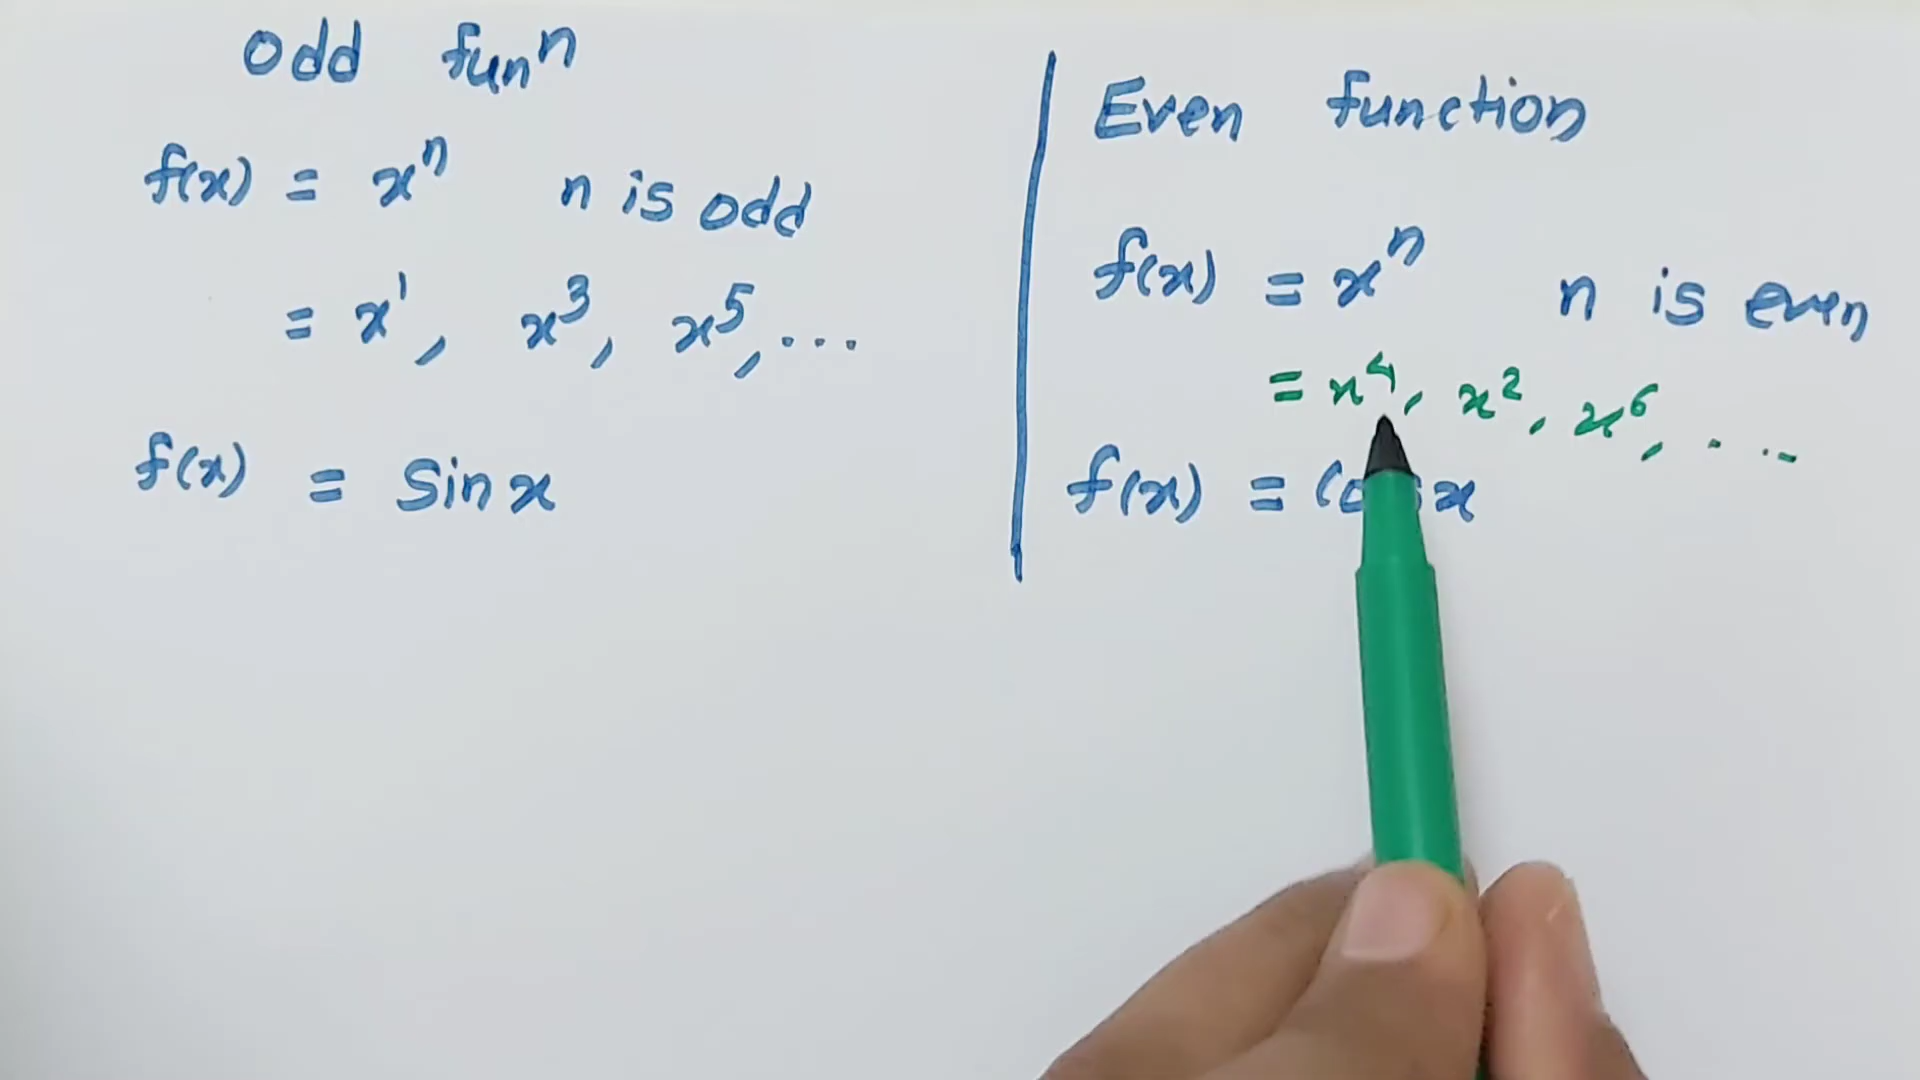 odd funⁿ
f(x) = xⁿ n is odd
= x¹, x³, x⁵, ...
f(x) = Sin x
Even function
f(x) = xⁿ n is even
= x⁴, x², x⁶, ....
f(x) = x